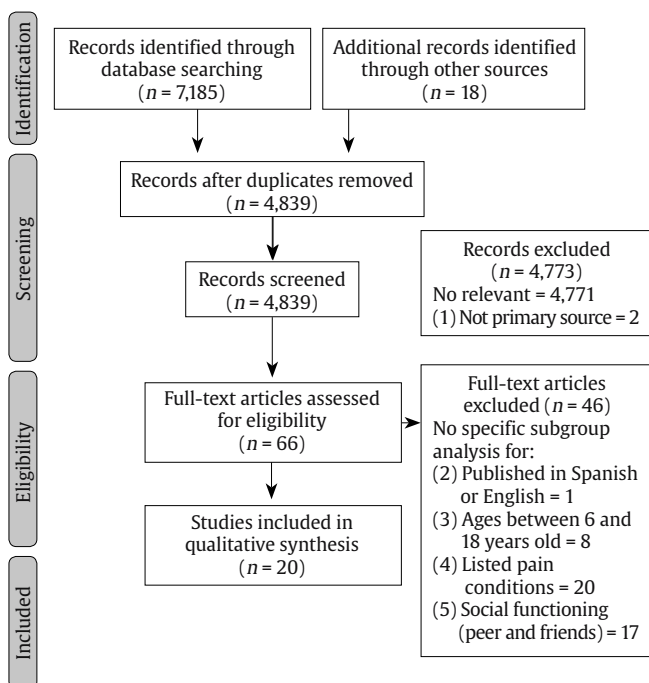 Identification
Records identified through
database searching
(n = 7,185)
Additional records identified
through other sources
(n = 18)
Screening
Records after duplicates removed
(n = 4,839)
Records screened
(n = 4,839)
Records excluded
(n = 4,773)
No relevant = 4,771
(1) Not primary source = 2
Eligibility
Full-text articles assessed
for eligibility
(n = 66)
Full-text articles
excluded (n = 46)
No specific subgroup
analysis for:
(2) Published in Spanish
or English = 1
(3) Ages between 6 and
18 years old = 8
(4) Listed pain
conditions = 20
(5) Social functioning
(peer and friends) = 17
Studies included in
qualitative synthesis
(n = 20)
Included